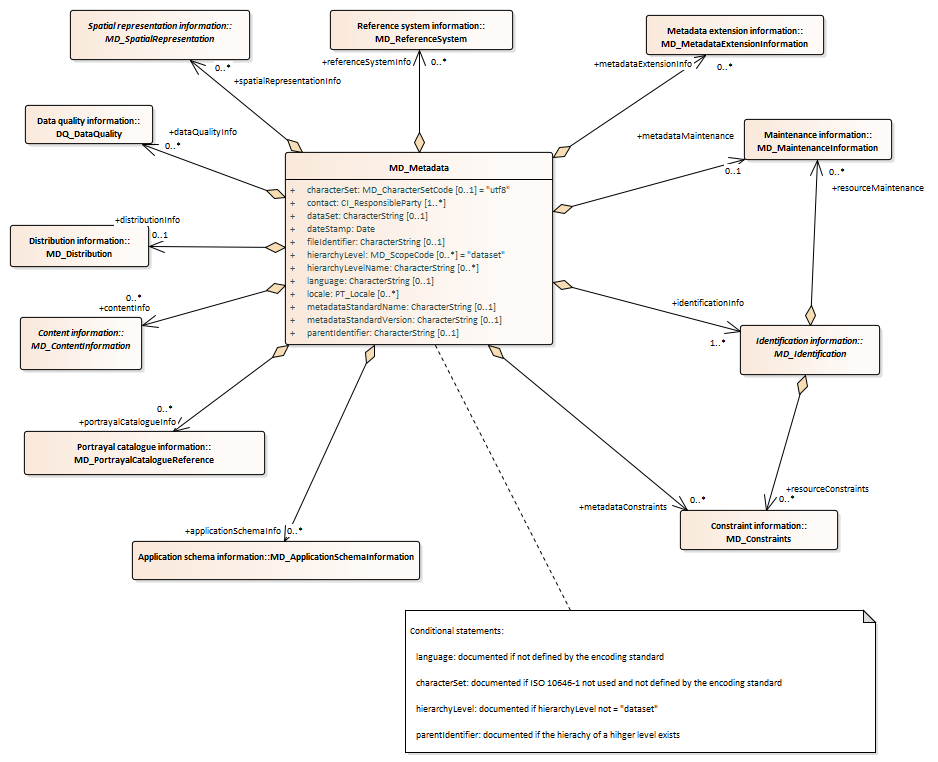 Spatial representation information::
MD_SpatialRepresentation
Reference system information::
MD_ReferenceSystem
Metadata extension information::
MD_MetadataExtensionInformation
+referenceSystemInfo
0..*
+metadataExtensionInfo
0..*
0..*
+spatialRepresentationInfo
Data quality information::
DQ_DataQuality
+dataQualityInfo
0..*
+metadataMaintenance
0..1
Maintenance information::
MD_MaintenanceInformation
0..*
+resourceMaintenance
MD_Metadata
+ characterSet: MD_CharacterSetCode [0..1] = "utf8"
+ contact: CI_ResponsibleParty [1..*]
+ dataSet: CharacterString [0..1]
+ dateStamp: Date
+ fileIdentifier: CharacterString [0..1]
+ hierarchyLevel: MD_ScopeCode [0..*] = "dataset"
+ hierarchyLevelName: CharacterString [0..*]
+ language: CharacterString [0..1]
+ locale: PT_Locale [0..*]
+ metadataStandardName: CharacterString [0..1]
+ metadataStandardVersion: CharacterString [0..1]
+ parentIdentifier: CharacterString [0..1]
+distributionInfo
0..1
Distribution information::
MD_Distribution
0..*
+contentInfo
Content information::
MD_ContentInformation
+identificationInfo
1..*
Identification information::
MD_Identification
0..*
+portrayalCatalogueInfo
Portrayal catalogue information::
MD_PortrayalCatalogueReference
+applicationSchemaInfo
0..*
Application schema information::MD_ApplicationSchemaInformation
+metadataConstraints
0..*
+resourceConstraints
0..*
Constraint information::
MD_Constraints
Conditional statements:
language: documented if not defined by the encoding standard
characterSet: documented if ISO 10646-1 not used and not defined by the encoding standard
hierarchyLevel: documented if hierarchyLevel not = "dataset"
parentIdentifier: documented if the hierachy of a hihger level exists